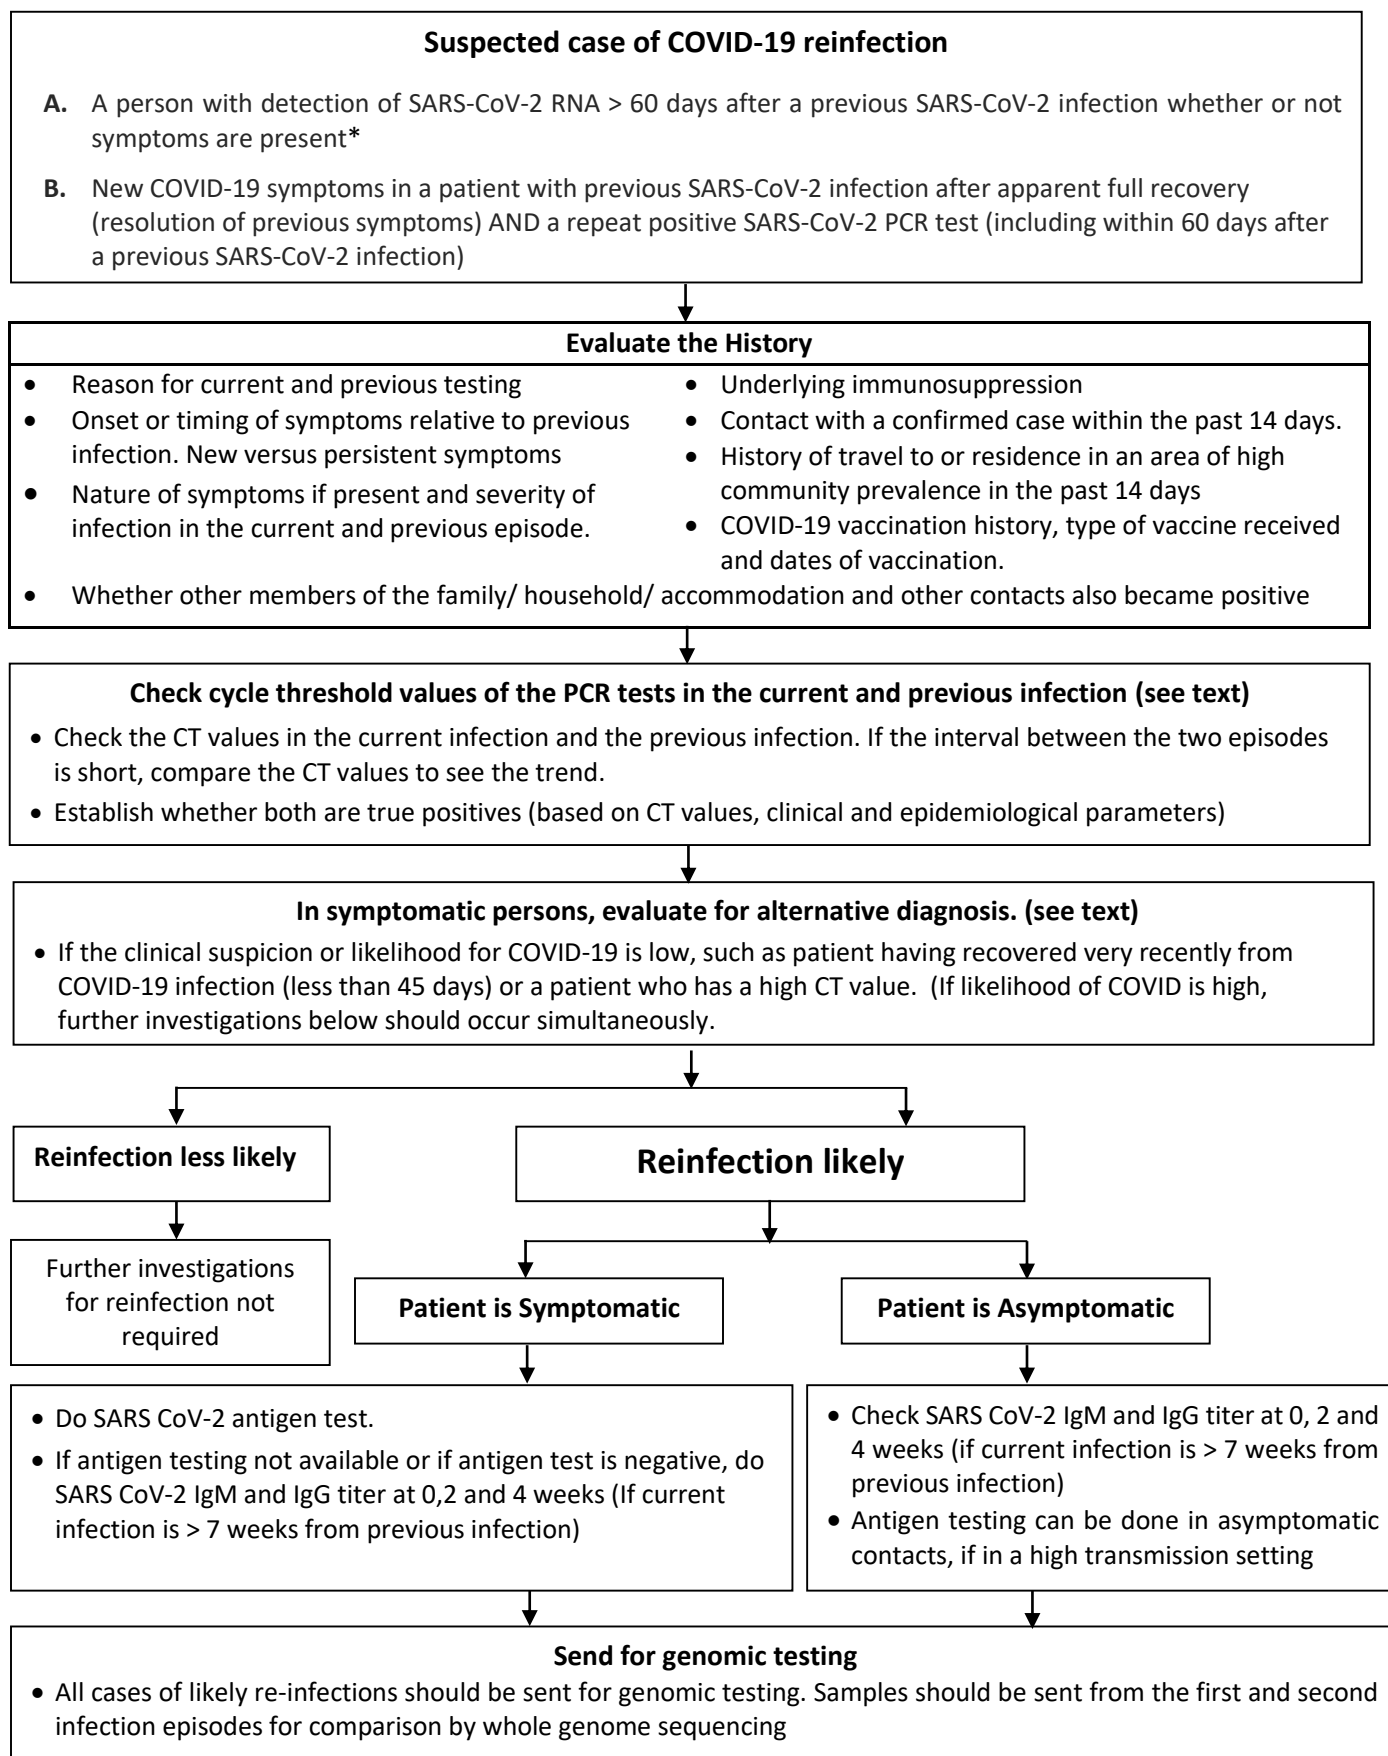 Suspected case of COVID-19 reinfection
A. A person with detection of SARS-CoV-2 RNA > 60 days after a previous SARS-CoV-2 infection whether or not
symptoms are present*
B. New COVID-19 symptoms in a patient with previous SARS-CoV-2 infection after apparent full recovery
(resolution of previous symptoms) AND a repeat positive SARS-CoV-2 PCR test (including within 60 days after
a previous SARS-CoV-2 infection)
Evaluate the History
• Reason for current and previous testing
• Onset or timing of symptoms relative to previous
infection. New versus persistent symptoms
• Nature of symptoms if present and severity of
infection in the current and previous episode.
• Underlying immunosuppression
• Contact with a confirmed case within the past 14 days.
• History of travel to or residence in an area of high
community prevalence in the past 14 days
• COVID-19 vaccination history, type of vaccine received
and dates of vaccination.
• Whether other members of the family/ household/ accommodation and other contacts also became positive
Check cycle threshold values of the PCR tests in the current and previous infection (see text)
• Check the CT values in the current infection and the previous infection. If the interval between the two episodes
is short, compare the CT values to see the trend.
• Establish whether both are true positives (based on CT values, clinical and epidemiological parameters)
In symptomatic persons, evaluate for alternative diagnosis. (see text)
• If the clinical suspicion or likelihood for COVID-19 is low, such as patient having recovered very recently from
COVID-19 infection (less than 45 days) or a patient who has a high CT value. (If likelihood of COVID is high,
further investigations below should occur simultaneously.
Reinfection less likely
Reinfection likely
Further investigations
for reinfection not
required
Patient is Symptomatic
Patient is Asymptomatic
• Do SARS CoV-2 antigen test.
• If antigen testing not available or if antigen test is negative, do
SARS CoV-2 IgM and IgG titer at 0,2 and 4 weeks (If current
infection is > 7 weeks from previous infection)
• Check SARS CoV-2 IgM and IgG titer at 0, 2 and
4 weeks (if current infection is > 7 weeks from
previous infection)
• Antigen testing can be done in asymptomatic
contacts, if in a high transmission setting
Send for genomic testing
• All cases of likely re-infections should be sent for genomic testing. Samples should be sent from the first and second
infection episodes for comparison by whole genome sequencing